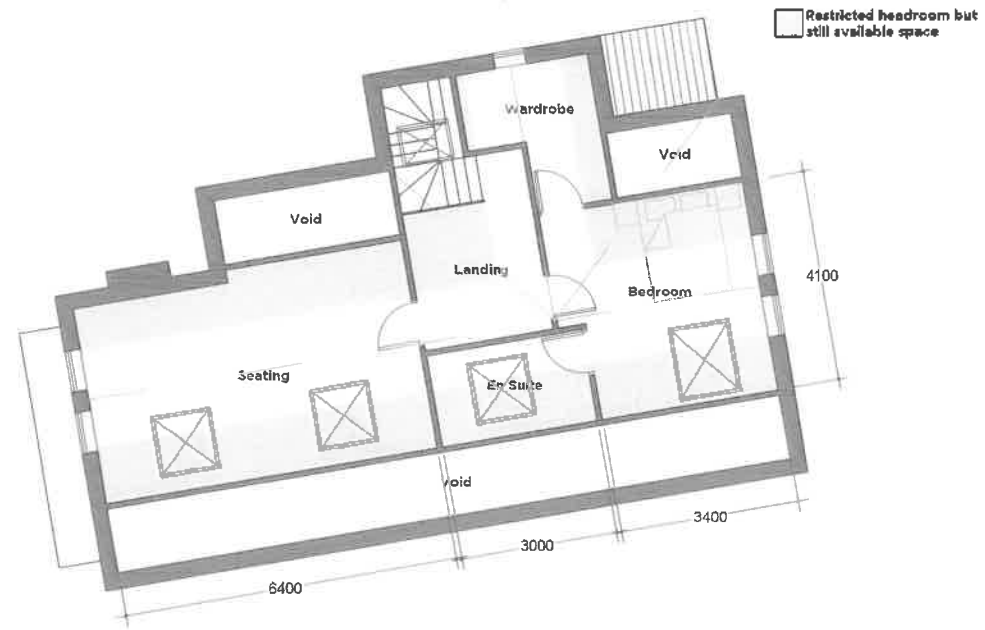 Restricted headroom but
still available space
Wardrobe
Void
Void
Landing
4100
Bedroom
Seating
En Suite
Void
3400
3000
6400